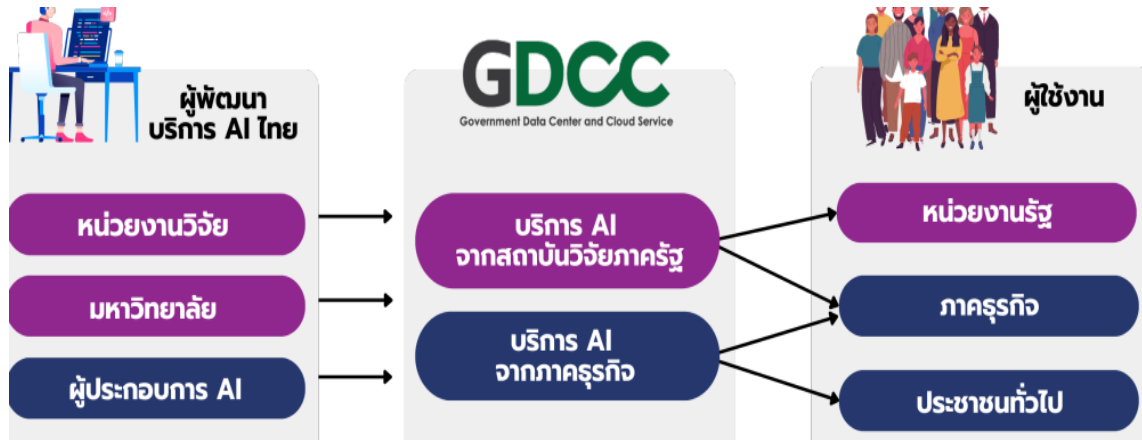 ผู้พัฒนา
บริการ AI ไทย
หน่วยงานวิจัย
มหาวิทยาลัย
ผู้ประกอบการ AI
GDCC
Government Data Center and Cloud Service
บริการ AI
จากสถาบันวิจัยภาครัฐ
บริการ AI
จากภาคธุรกิจ
ผู้ใช้งาน
หน่วยงานรัฐ
ภาคธุรกิจ
ประชาชนทั่วไป